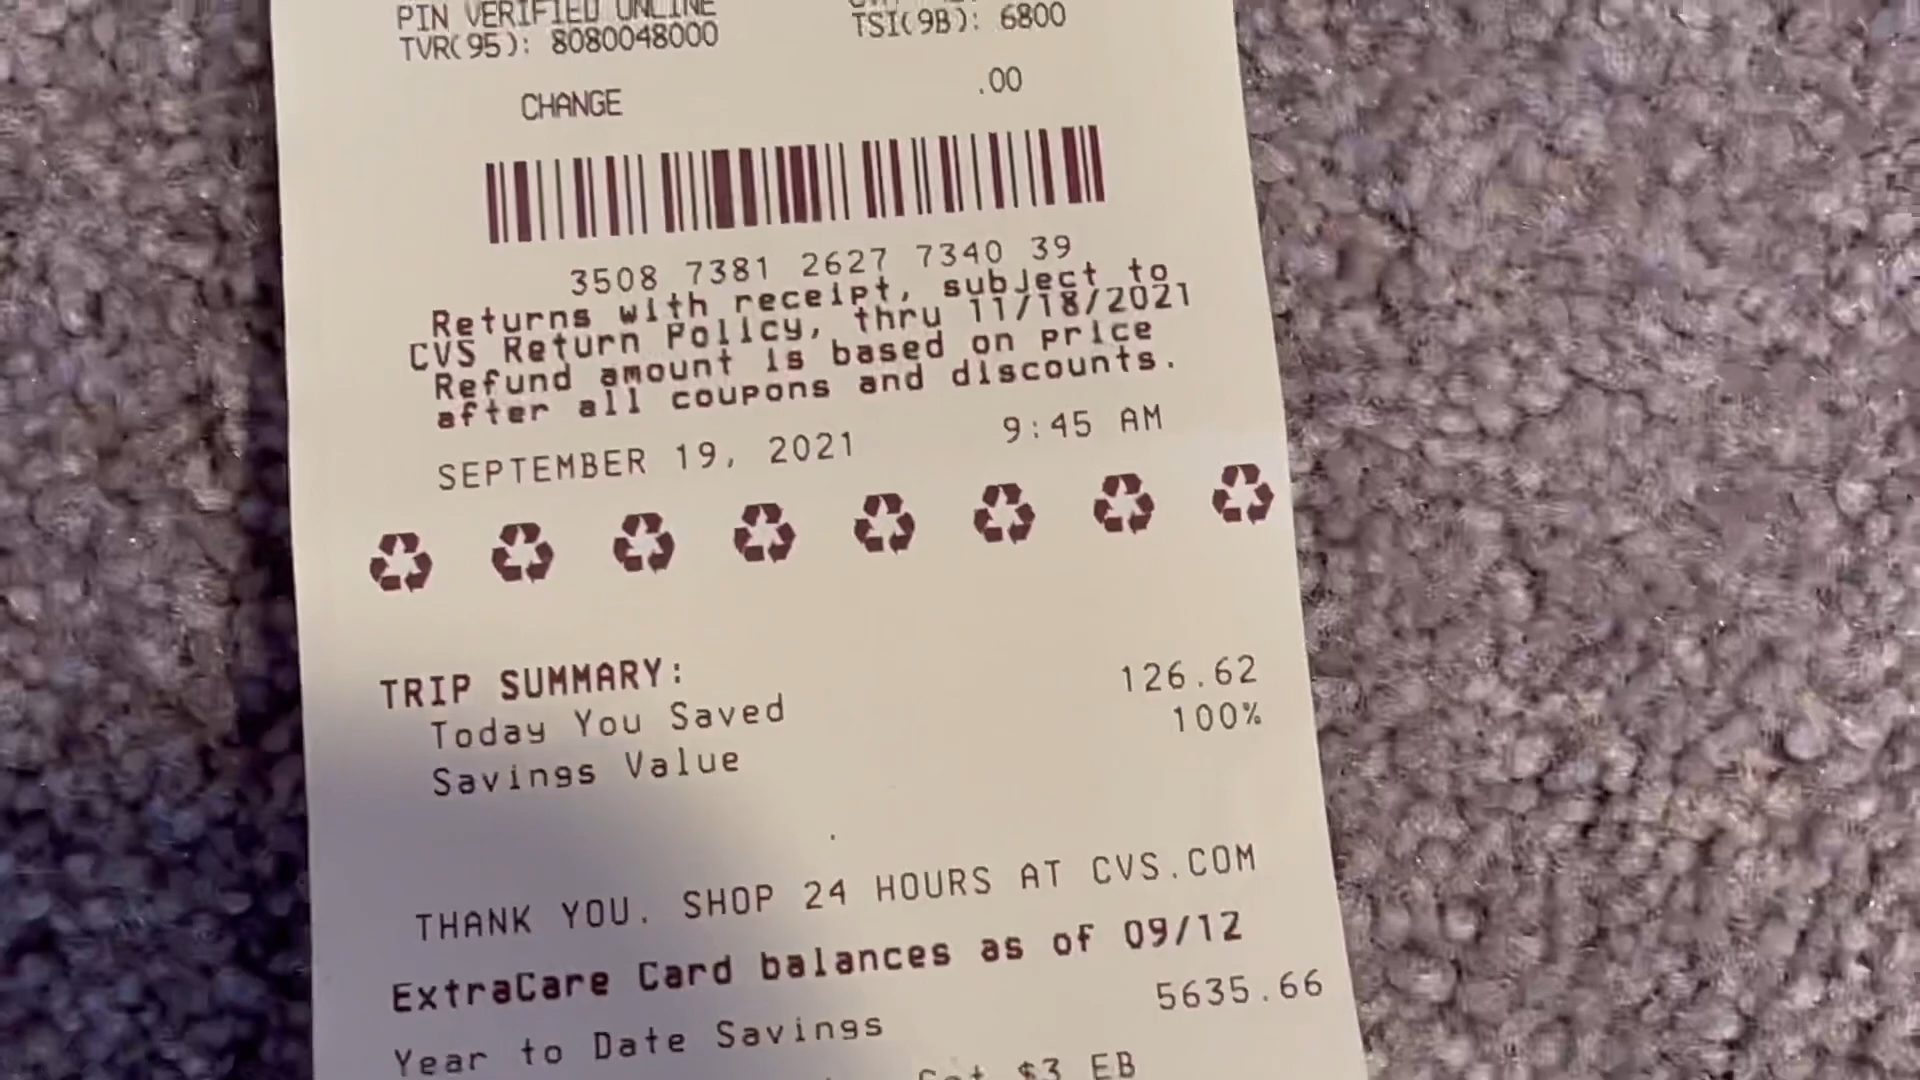 PIN VERIFIED ONLINE
TVR(95): 8080048000 TSI(9B): 6800
CHANGE .00
3508 7381 2627 7340 39
Returns with receipt, subject to
CVS Return Policy, thru 11/18/2021
Refund amount is based on price
after all coupons and discounts.
SEPTEMBER 19, 2021 9:45 AM
TRIP SUMMARY:
Today You Saved 126.62
Savings Value 100%
THANK YOU. SHOP 24 HOURS AT CVS.COM
ExtraCare Card balances as of 09/12
Year to Date Savings 5635.66
Get $3 EB